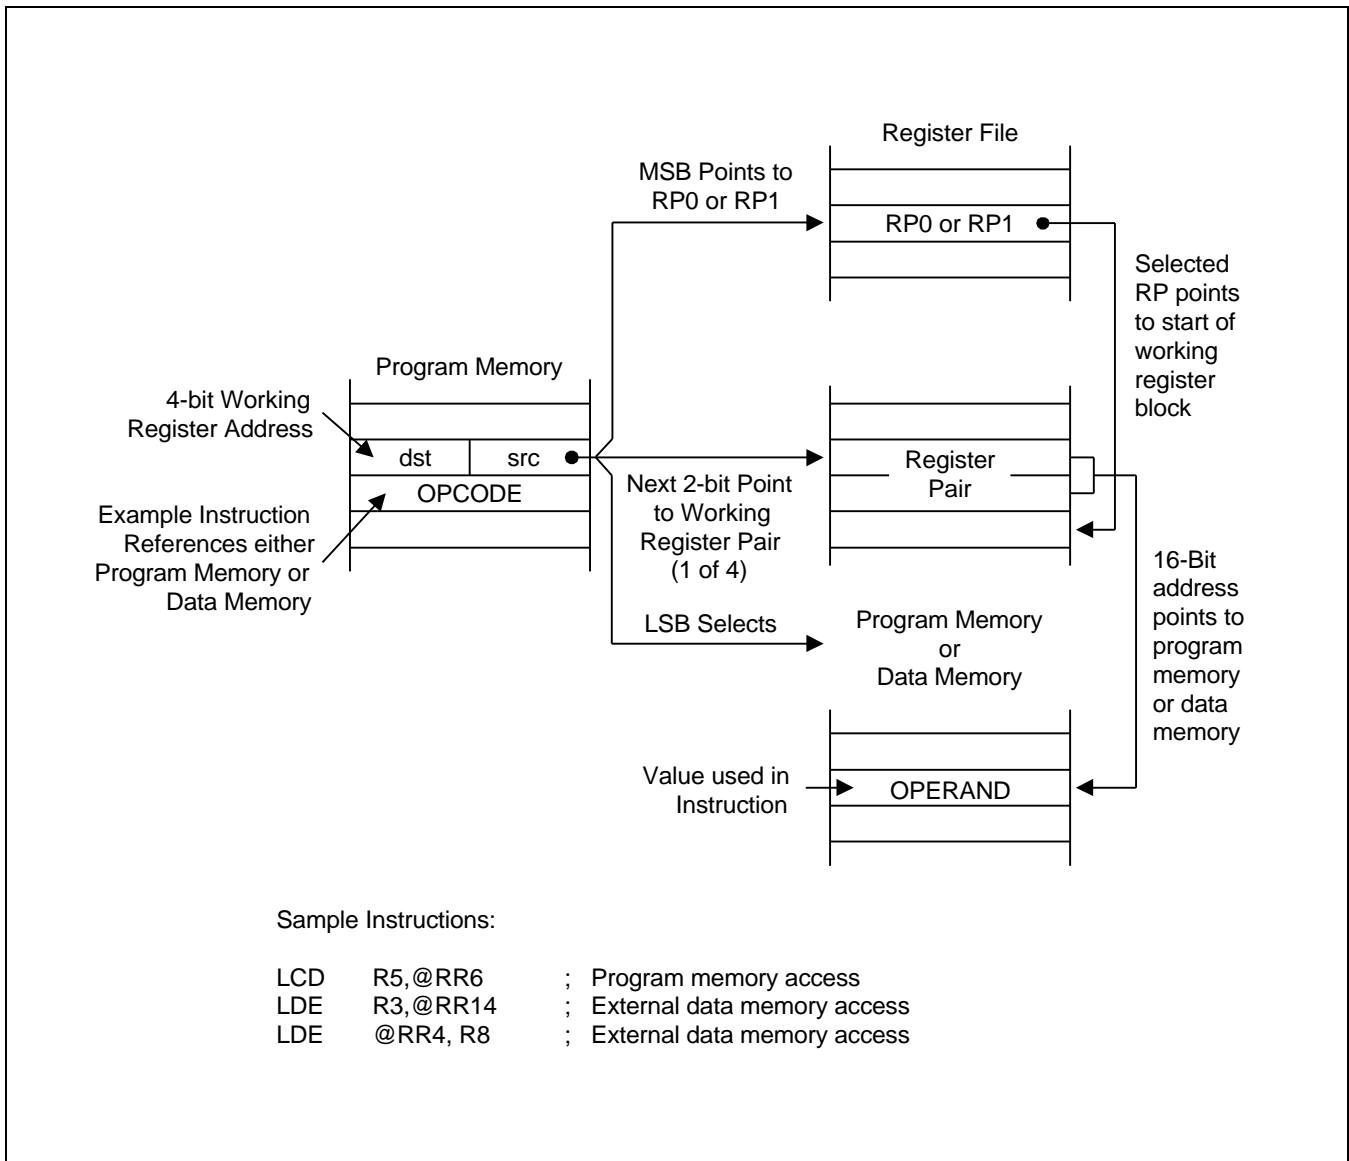 Register File
MSB Points to
RP0 or RP1
RP0 or RP1
Selected
RP points
to start of
working
register
block
Program Memory
4-bit Working
Register Address
dst src
OPCODE
Example Instruction
References either
Program Memory or
Data Memory
Next 2-bit Point
to Working
Register Pair
(1 of 4)
Register
Pair
LSB Selects
Program Memory
or
Data Memory
16-Bit
address
points to
program
memory
or data
memory
Value used in
Instruction
OPERAND
Sample Instructions:
LCD R5,@RR6 ; Program memory access
LDE R3,@RR14 ; External data memory access
LDE @RR4, R8 ; External data memory access